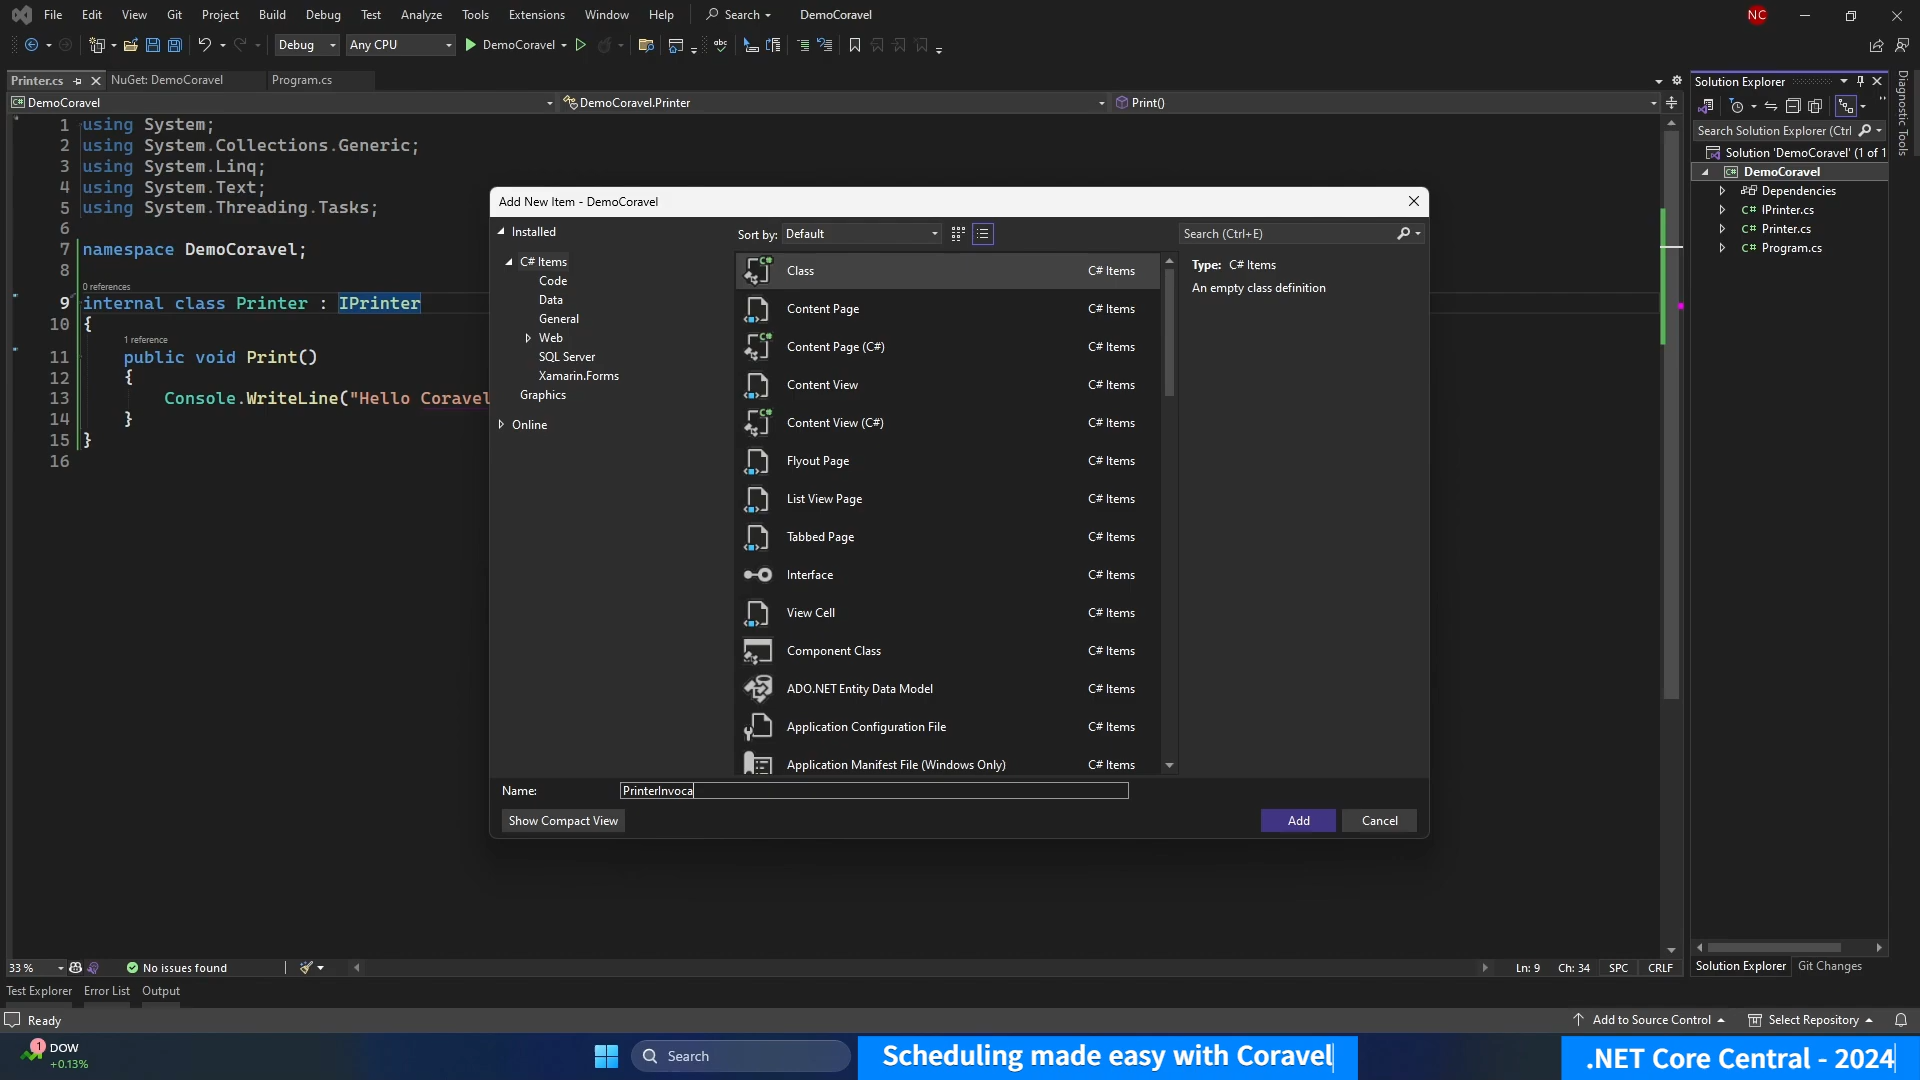 File Edit View Git Project Build Debug Test Analyze Tools Extensions Window Help Search DemoCoravel NC
Debug Any CPU DemoCoravel
Printer.cs NuGet: DemoCoravel Program.cs
DemoCoravel DemoCoravel.Printer Print()
1 using System;
2 using System.Collections.Generic;
3 using System.Linq;
4 using System.Text;
5 using System.Threading.Tasks;
6
7 namespace DemoCoravel;
8
0 references
9 internal class Printer : IPrinter
10 {
1 reference
11 public void Print()
12 {
13 Console.WriteLine("Hello Coravel
14 }
15 }
16
Add New Item - DemoCoravel
Installed
C# Items
Code
Data
General
Web
SQL Server
Xamarin.Forms
Graphics
Online
Sort by: Default
Search (Ctrl+E)
Class C# Items
Content Page C# Items
Content Page (C#) C# Items
Content View C# Items
Content View (C#) C# Items
Flyout Page C# Items
List View Page C# Items
Tabbed Page C# Items
Interface C# Items
View Cell C# Items
Component Class C# Items
ADO.NET Entity Data Model C# Items
Application Configuration File C# Items
Application Manifest File (Windows Only) C# Items
Type: C# Items
An empty class definition
Name: PrinterInvoca
Show Compact View
Add Cancel
Solution Explorer
Search Solution Explorer (Ctrl
Solution 'DemoCoravel' (1 of 1
DemoCoravel
Dependencies
C# IPrinter.cs
C# Printer.cs
C# Program.cs
Solution Explorer Git Changes
Diagnostic Tools
33 % No issues found Ln: 9 Ch: 34 SPC CRLF
Test Explorer Error List Output
Ready Add to Source Control Select Repository
1 DOW
+0.13%
Search
Scheduling made easy with Coravel
.NET Core Central - 2024